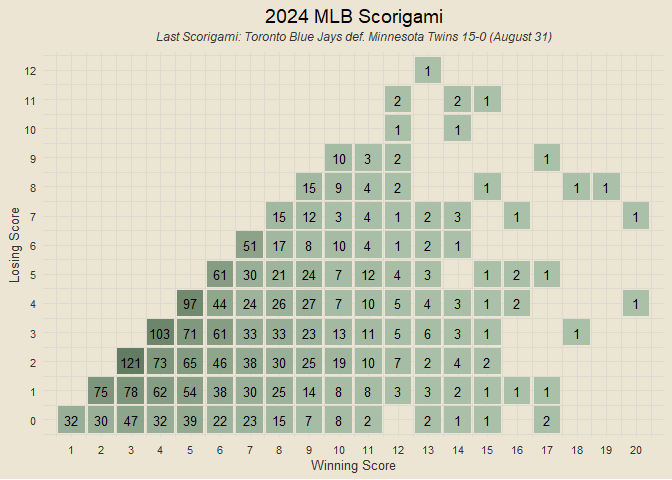 2024 MLB Scorigami
Last Scorigami: Toronto Blue Jays def. Minnesota Twins 15-0 (August 31)
12 1
11 2 2 1
10 1 1
9 10 3 2 1
8 15 9 4 2 1 1 1
7 15 12 3 4 1 2 3 1 1
6 51 17 8 10 4 1 2 1
5 61 30 21 24 7 12 4 3 1 2 1
4 97 44 24 26 27 7 10 5 4 3 1 2 1
3 103 71 61 33 33 23 13 11 5 6 3 1 1
2 121 73 65 46 38 30 25 19 10 7 2 4 2
1 75 78 62 54 38 30 25 14 8 8 3 3 2 1 1 1
0 32 30 47 32 39 22 23 15 7 8 2 2 1 1 2
1 2 3 4 5 6 7 8 9 10 11 12 13 14 15 16 17 18 19 20
Winning Score
Losing Score